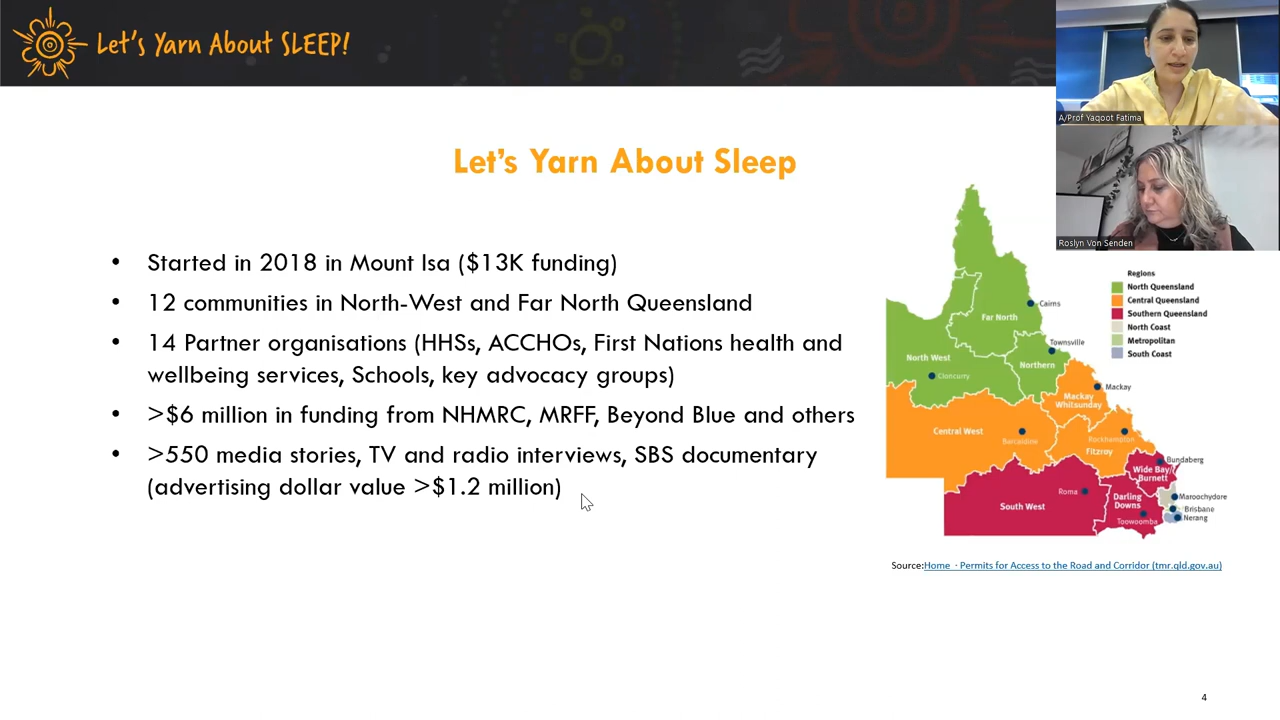 Let's Yarn About SLEEP!
A/Prof Yaqoot Fatima
Roslyn Von Senden
Let's Yarn About Sleep
• Started in 2018 in Mount Isa ($13K funding)
• 12 communities in North-West and Far North Queensland
• 14 Partner organisations (HHSs, ACCHOs, First Nations health and
wellbeing services, Schools, key advocacy groups)
• >$6 million in funding from NHMRC, MRFF, Beyond Blue and others
• >550 media stories, TV and radio interviews, SBS documentary
(advertising dollar value >$1.2 million)
Regions
North Queensland
Central Queensland
Southern Queensland
North Coast
Metropolitan
South Coast
Cairns
Far North
Townsville
North West
Northern
Cloncurry
Mackay
Mackay
Whitsunday
Central West
Barcaldine
Rockhampton
Fitzroy
Bundaberg
Wide Bay/
Burnett
Roma
South West
Darling
Downs
Toowoomba
Maroochydore
Brisbane
Nerang
Source:Home - Permits for Access to the Road and Corridor (tmr.qld.gov.au)
4